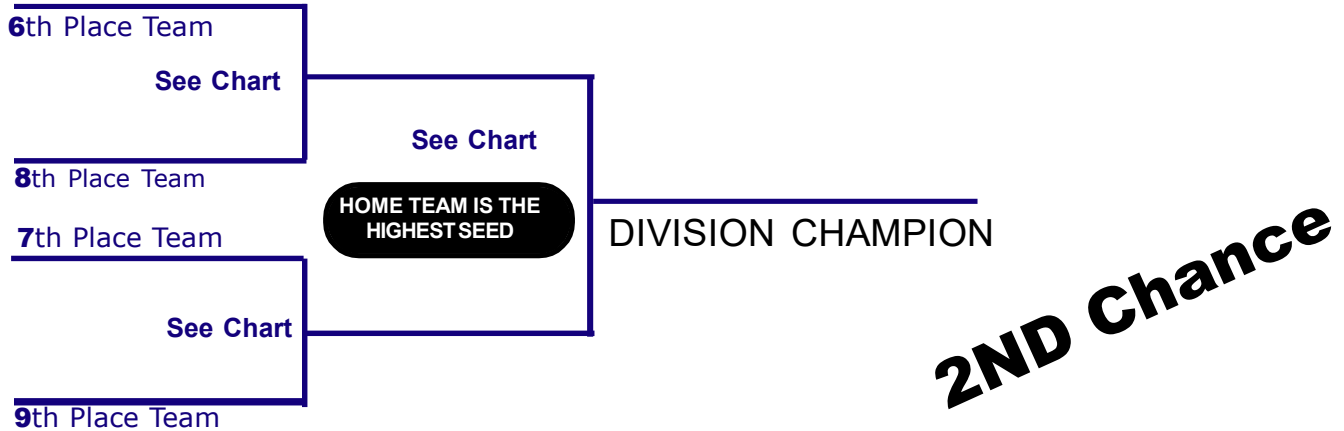 6th Place Team
See Chart
8th Place Team
See Chart
HOME TEAM IS THE
HIGHEST SEED
7th Place Team
See Chart
9th Place Team
DIVISION CHAMPION
2ND Chance